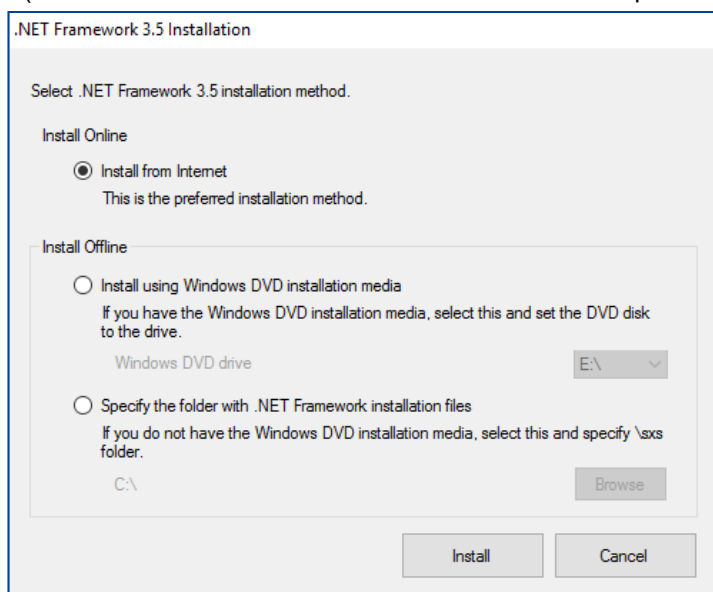 .NET Framework 3.5 Installation
Select .NET Framework 3.5 installation method.
Install Online
Install from Internet
This is the preferred installation method.
Install Offline
Install using Windows DVD installation media
If you have the Windows DVD installation media, select this and set the DVD disk
to the drive.
Windows DVD drive
E:\
Specify the folder with .NET Framework installation files
If you do not have the Windows DVD installation media, select this and specify \sxs
folder.
C:\
Browse
Install
Cancel